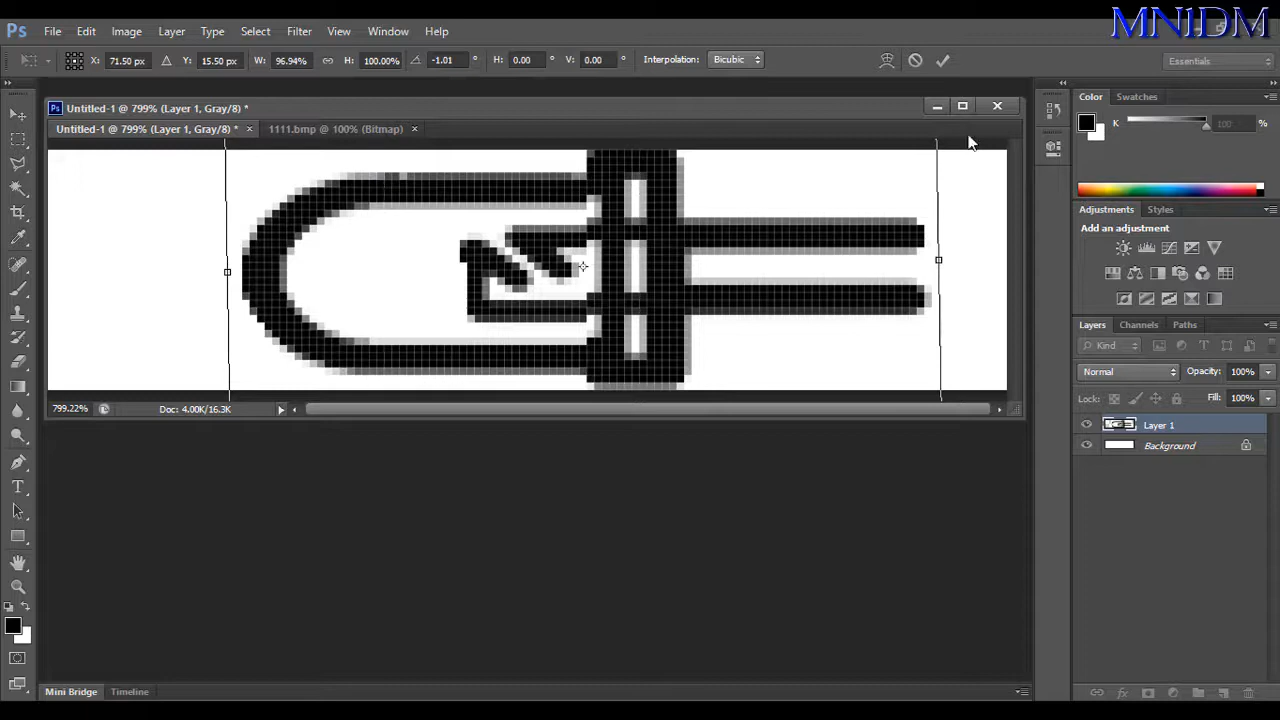 MN1DM
Ps File Edit Image Layer Type Select Filter View Window Help
X: 71.50 px Y: 15.50 px W: 96.94% H: 100.00% -1.01 ° H: 0.00 ° V: 0.00 ° Interpolation: Bicubic Essentials
Ps Untitled-1 @ 799% (Layer 1, Gray/8) *
Untitled-1 @ 799% (Layer 1, Gray/8) * × 1111.bmp @ 100% (Bitmap) ×
Color Swatches
K 100 %
Adjustments Styles
Add an adjustment
Layers Channels Paths
Kind
Normal Opacity: 100%
Lock: Fill: 100%
Layer 1
Background
799.22% Doc: 4.00K/16.3K
Mini Bridge Timeline